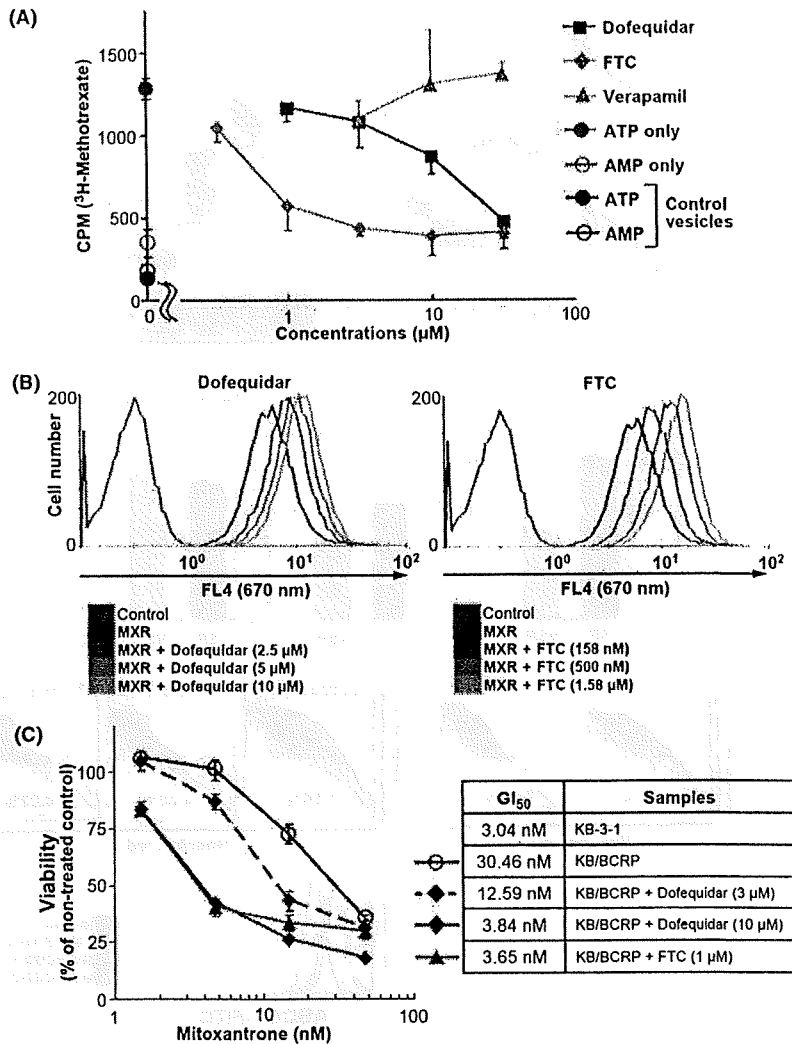 (A)
1500
1000
500
0
CPM (³H-Methotrexate)
0 1 10 100
Concentrations (μM)
Dofequidar
FTC
Verapamil
ATP only
AMP only
ATP
AMP
Control
vesicles
(B)
Dofequidar
200
0
Cell number
10⁰ 10¹ 10²
FL4 (670 nm)
Control
MXR
MXR + Dofequidar (2.5 μM)
MXR + Dofequidar (5 μM)
MXR + Dofequidar (10 μM)
FTC
200
0
10⁰ 10¹ 10²
FL4 (670 nm)
Control
MXR
MXR + FTC (158 nM)
MXR + FTC (500 nM)
MXR + FTC (1.58 μM)
(C)
100
75
50
25
0
Viability
(% of non-treated control)
1 10 100
Mitoxantrone (nM)
GI₅₀ Samples
3.04 nM KB-3-1
30.46 nM KB/BCRP
12.59 nM KB/BCRP + Dofequidar (3 μM)
3.84 nM KB/BCRP + Dofequidar (10 μM)
3.65 nM KB/BCRP + FTC (1 μM)